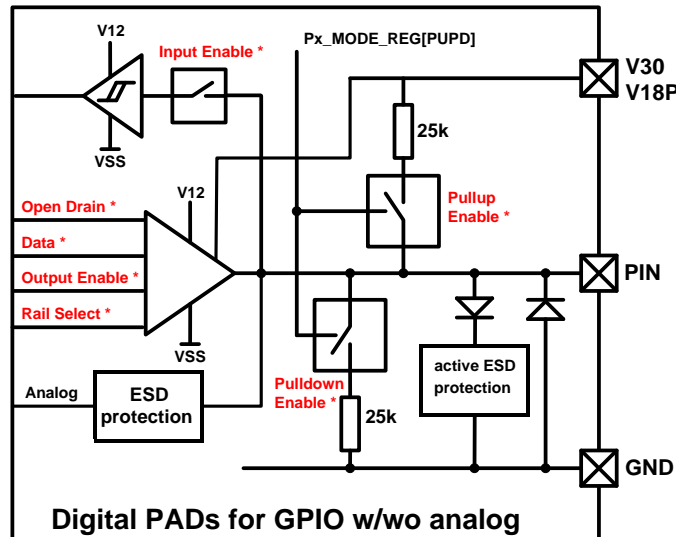 V12
Input Enable *
Px_MODE_REG[PUPD]
V30
V18P
25k
VSS
Pullup
Enable *
V12
Open Drain *
Data *
Output Enable *
Rail Select *
PIN
VSS
Analog
ESD
protection
Pulldown
Enable *
active ESD
protection
25k
GND
Digital PADs for GPIO w/wo analog